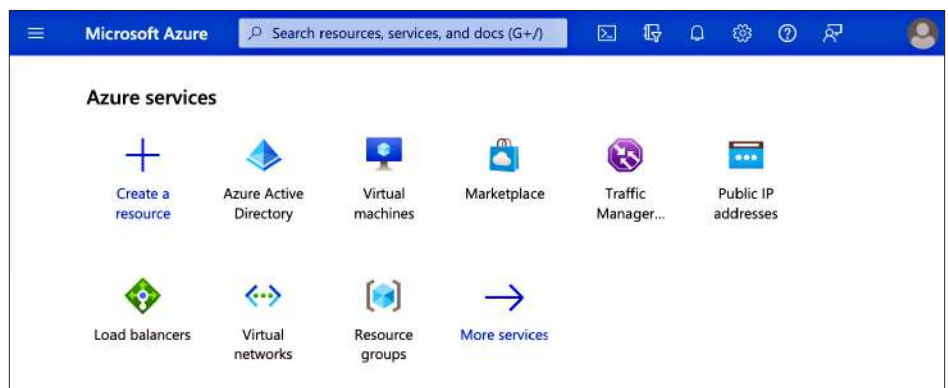 Microsoft Azure
Search resources, services, and docs (G+/)
Azure services
Create a
resource
Azure Active
Directory
Virtual
machines
Marketplace
Traffic
Manager...
Public IP
addresses
Load balancers
Virtual
networks
Resource
groups
More services